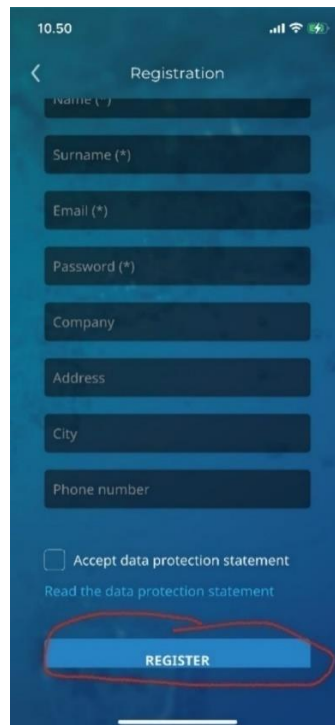 10.50
Registration
Name (*)
Surname (*)
Email (*)
Password (*)
Company
Address
City
Phone number
Accept data protection statement
Read the data protection statement
REGISTER